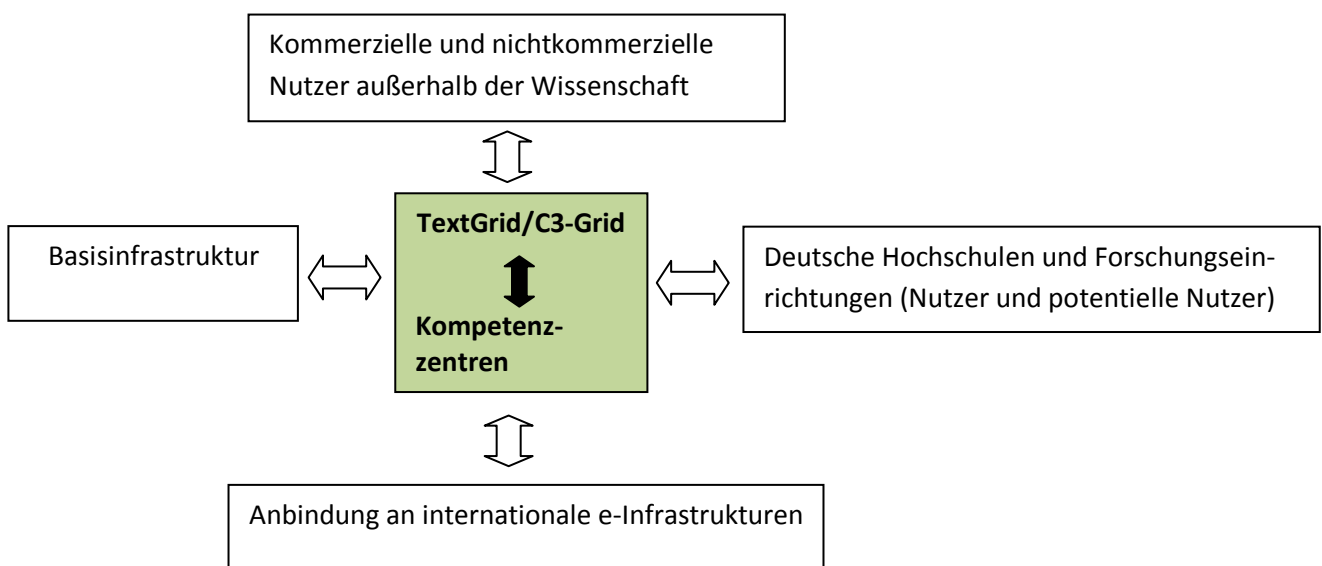 Kommerzielle und nichtkommerzielle
Nutzer außerhalb der Wissenschaft
Basisinfrastruktur
TextGrid/C3-Grid
Kompetenz-
zentren
Deutsche Hochschulen und Forschungsein-
richtungen (Nutzer und potentielle Nutzer)
Anbindung an internationale e-Infrastrukturen